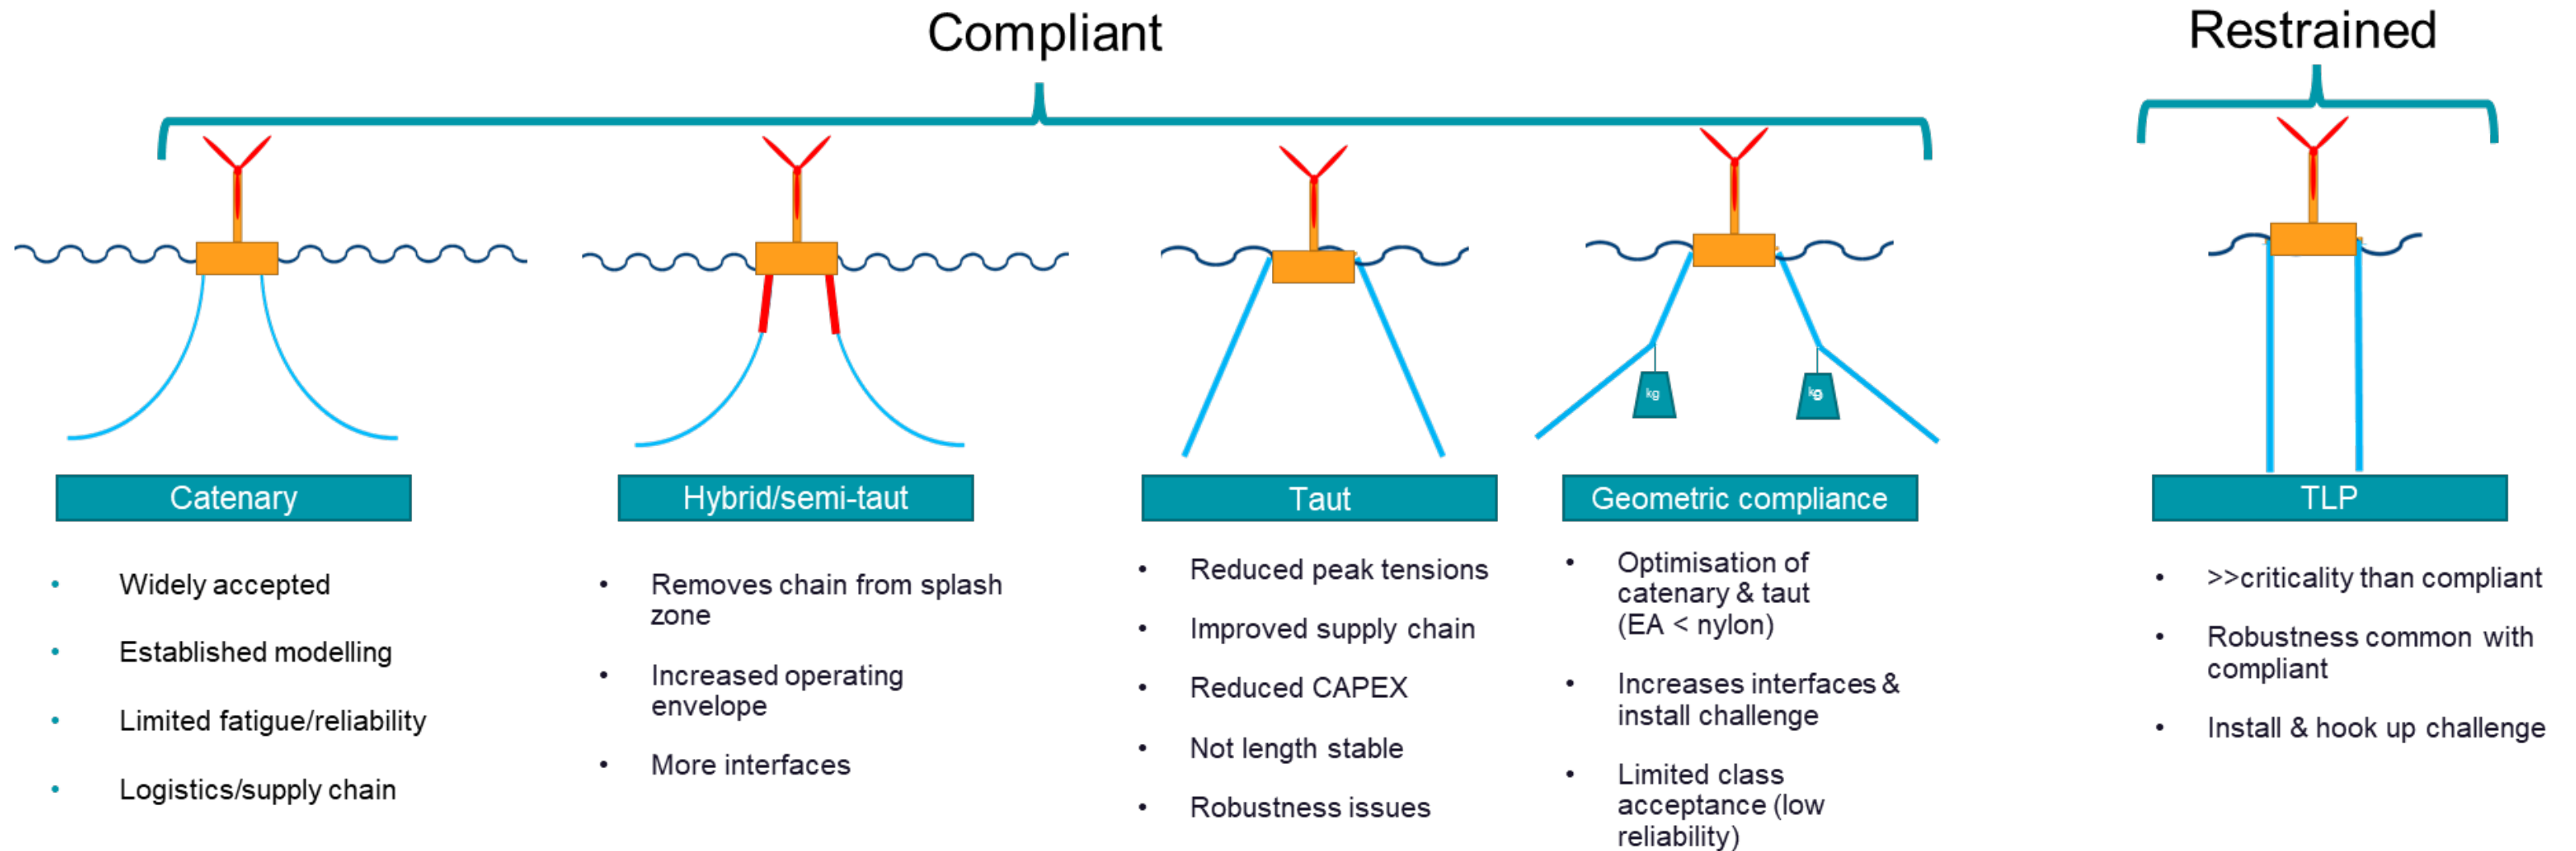 Compliant
Restrained
kg
kg
Catenary
Hybrid/semi-taut
Taut
Geometric compliance
TLP
• Widely accepted
• Established modelling
• Limited fatigue/reliability
• Logistics/supply chain
• Removes chain from splash
zone
• Increased operating
envelope
• More interfaces
• Reduced peak tensions
• Improved supply chain
• Reduced CAPEX
• Not length stable
• Robustness issues
• Optimisation of
catenary & taut
(EA < nylon)
• Increases interfaces &
install challenge
• Limited class
acceptance (low
reliability)
• >>criticality than compliant
• Robustness common with
compliant
• Install & hook up challenge